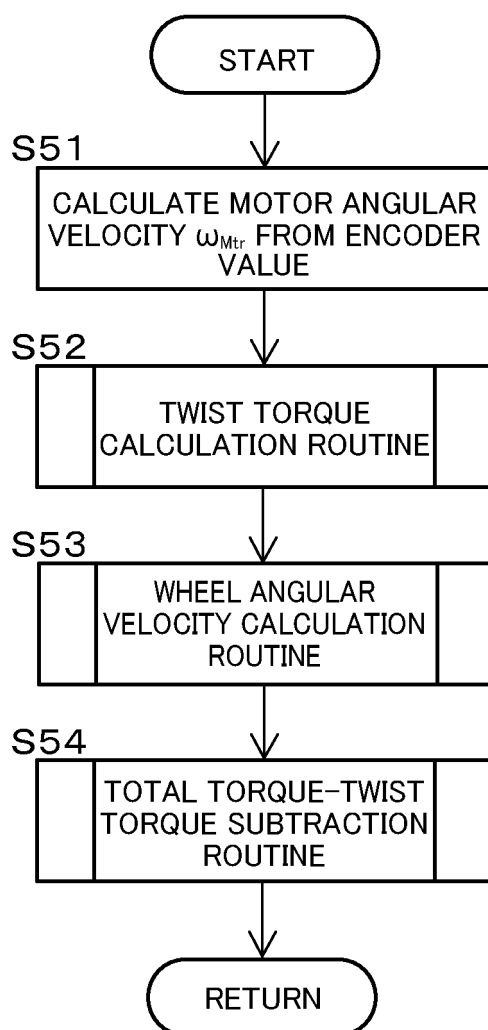 START
S51
CALCULATE MOTOR ANGULAR
VELOCITY ωMtr FROM ENCODER
VALUE
S52
TWIST TORQUE
CALCULATION ROUTINE
S53
WHEEL ANGULAR
VELOCITY CALCULATION
ROUTINE
S54
TOTAL TORQUE-TWIST
TORQUE SUBTRACTION
ROUTINE
RETURN